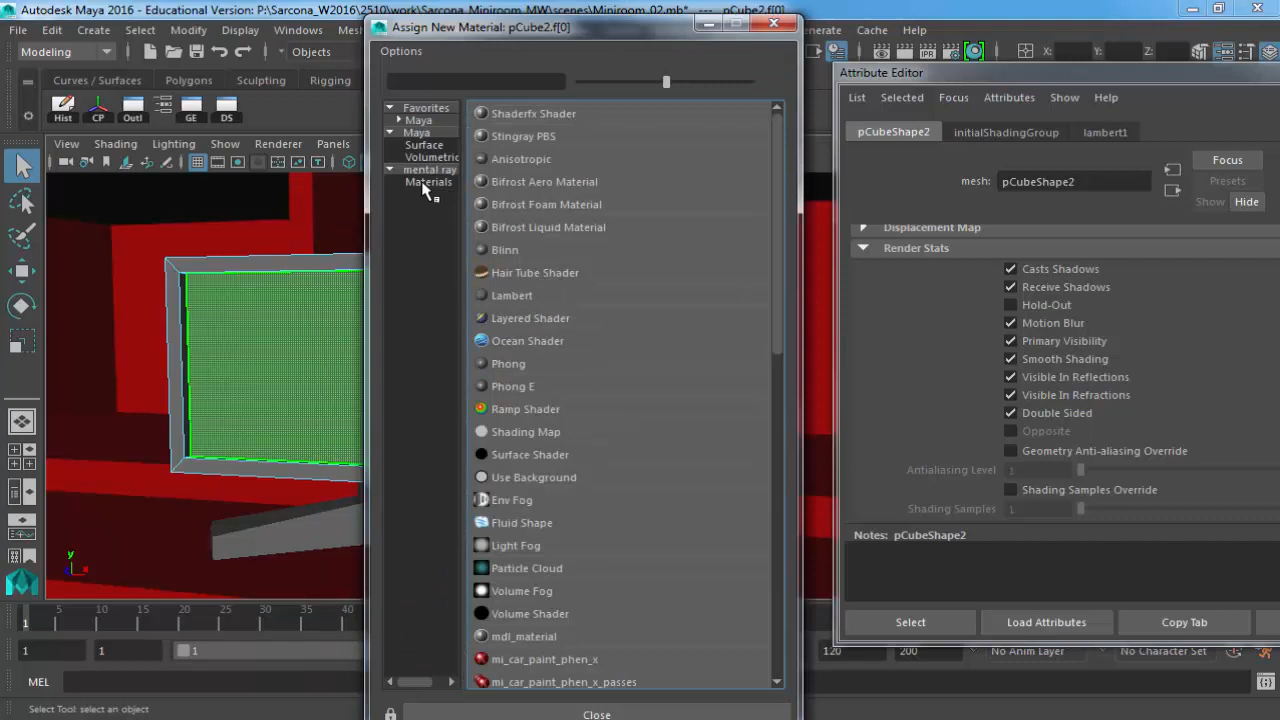 Autodesk Maya 2016 - Educational Version: P:\Sarcona_W2016\2510\work\Sarcona_Miniroom_MW\scenes\Miniroom_02.mb* --- pCube2.f[0]
Assign New Material: pCube2.f[0]
File Edit Create Select Modify Display Windows Mes Cache Help
Options
Modeling Objects X: Y: Z:
Curves / Surfaces Polygons Sculpting Rigging
Hist CP Outl GE DS
View Shading Lighting Show Renderer Panels
Favorites
Maya
Maya
Surface
Volumetric
mental ray
Materials
Shaderfx Shader
Stingray PBS
Anisotropic
Bifrost Aero Material
Bifrost Foam Material
Bifrost Liquid Material
Blinn
Hair Tube Shader
Lambert
Layered Shader
Ocean Shader
Phong
Phong E
Ramp Shader
Shading Map
Surface Shader
Use Background
Env Fog
Fluid Shape
Light Fog
Particle Cloud
Volume Fog
Volume Shader
mdl_material
mi_car_paint_phen_x
mi_car_paint_phen_x_passes
Close
Attribute Editor
List Selected Focus Attributes Show Help
pCubeShape2 initialShadingGroup lambert1
Focus
Presets
mesh: pCubeShape2
Show Hide
Displacement Map
Render Stats
Casts Shadows
Receive Shadows
Hold-Out
Motion Blur
Primary Visibility
Smooth Shading
Visible In Reflections
Visible In Refractions
Double Sided
Opposite
Geometry Anti-aliasing Override
Antialiasing Level 1
Shading Samples Override
Shading Samples 1
Notes: pCubeShape2
Select Load Attributes Copy Tab
y
5 10 15 20 25 30 35 40
1
1 1 1 120 200 No Anim Layer No Character Set
MEL
Select Tool: select an object